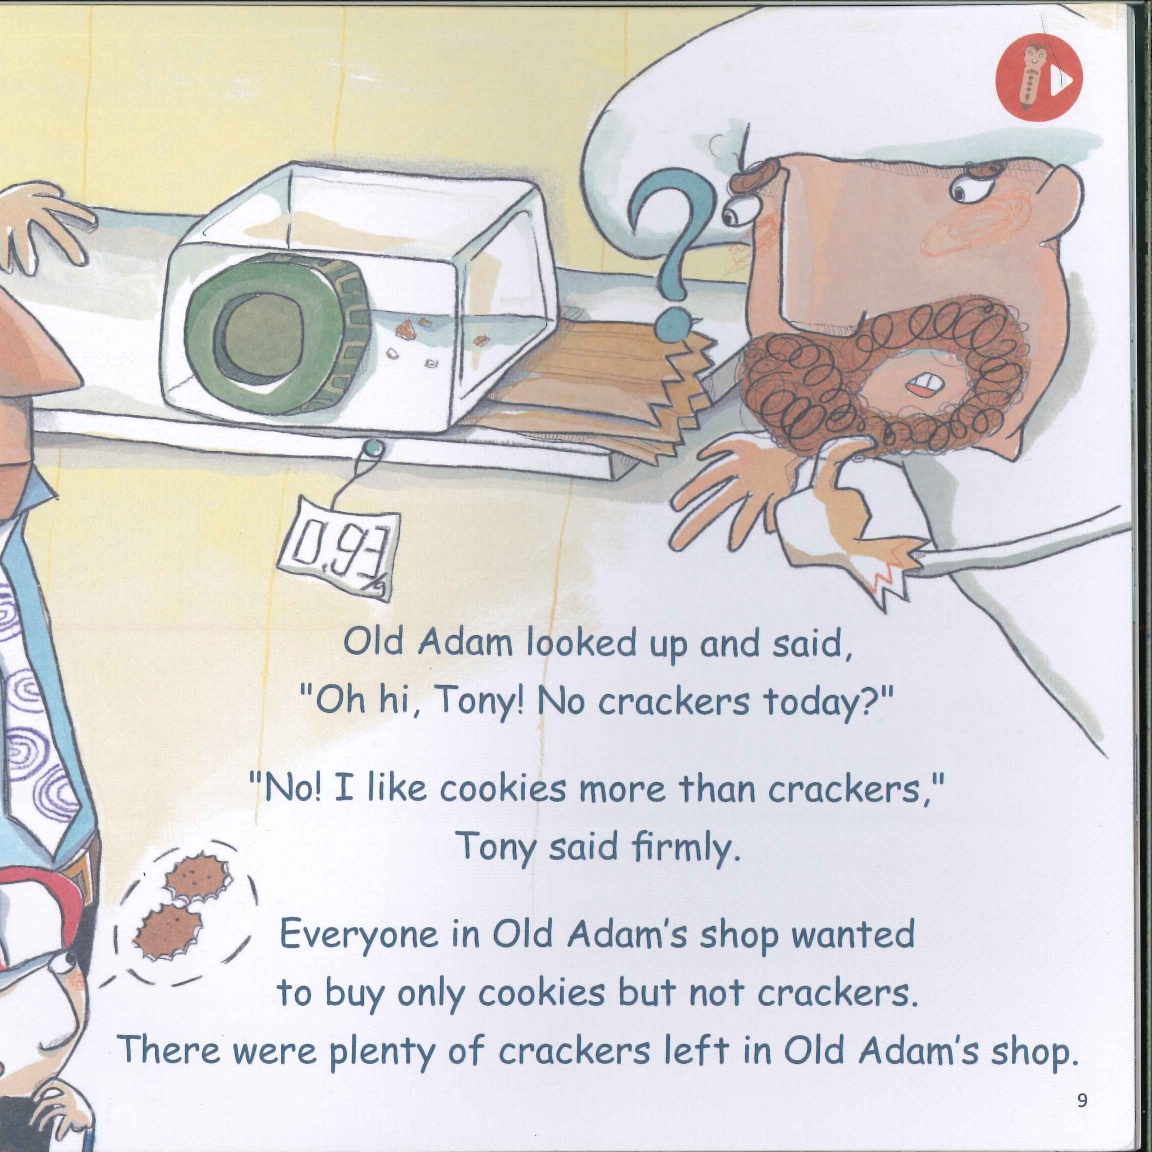 0.93
/g
Old Adam looked up and said,
"Oh hi, Tony! No crackers today?"
"No! I like cookies more than crackers,"
Tony said firmly.
Everyone in Old Adam's shop wanted
to buy only cookies but not crackers.
There were plenty of crackers left in Old Adam's shop.
9